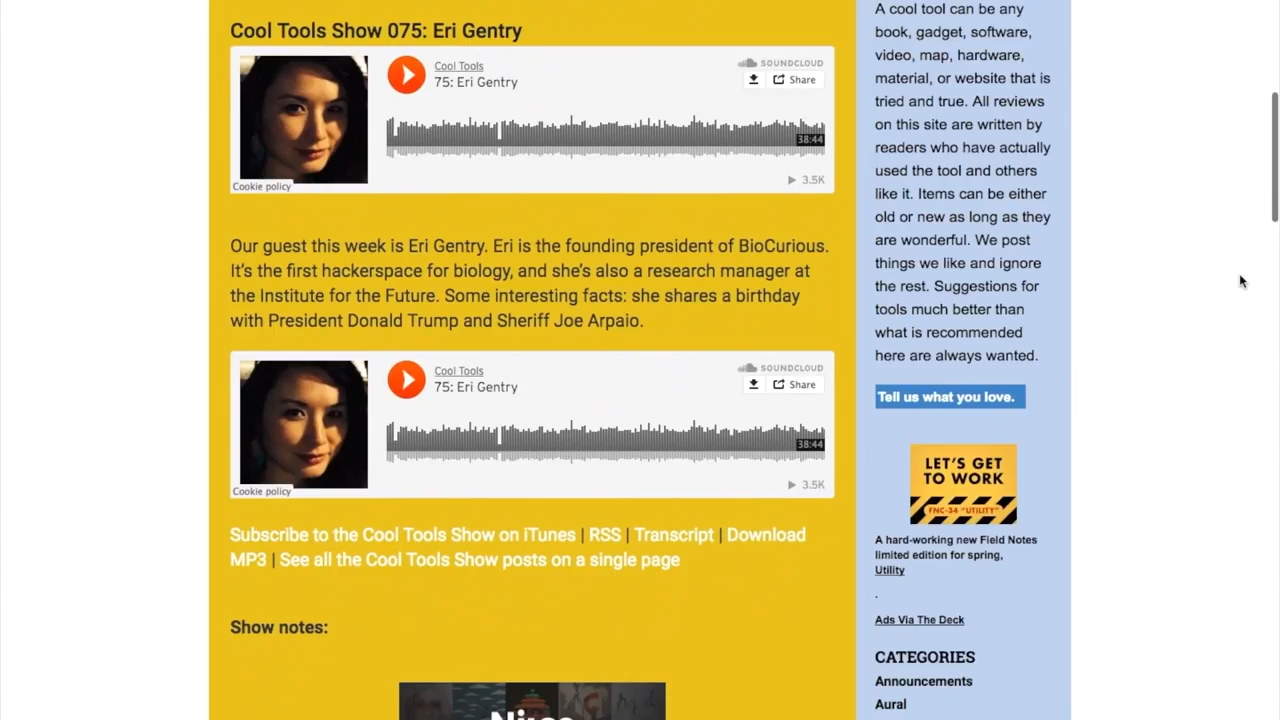 Cool Tools Show 075: Eri Gentry
Cool Tools
75: Eri Gentry
SOUNDCLOUD
Share
38:44
Cookie policy
3.5K
Our guest this week is Eri Gentry. Eri is the founding president of BioCurious.
It's the first hackerspace for biology, and she's also a research manager at
the Institute for the Future. Some interesting facts: she shares a birthday
with President Donald Trump and Sheriff Joe Arpaio.
Cool Tools
75: Eri Gentry
SOUNDCLOUD
Share
38:44
Cookie policy
3.5K
Subscribe to the Cool Tools Show on iTunes | RSS | Transcript | Download
MP3 | See all the Cool Tools Show posts on a single page
Show notes:
A cool tool can be any
book, gadget, software,
video, map, hardware,
material, or website that is
tried and true. All reviews
on this site are written by
readers who have actually
used the tool and others
like it. Items can be either
old or new as long as they
are wonderful. We post
things we like and ignore
the rest. Suggestions for
tools much better than
what is recommended
here are always wanted.
Tell us what you love.
LET'S GET
TO WORK
FNC-34 "UTILITY"
A hard-working new Field Notes
limited edition for spring,
Utility
.
Ads Via The Deck
CATEGORIES
Announcements
Aural